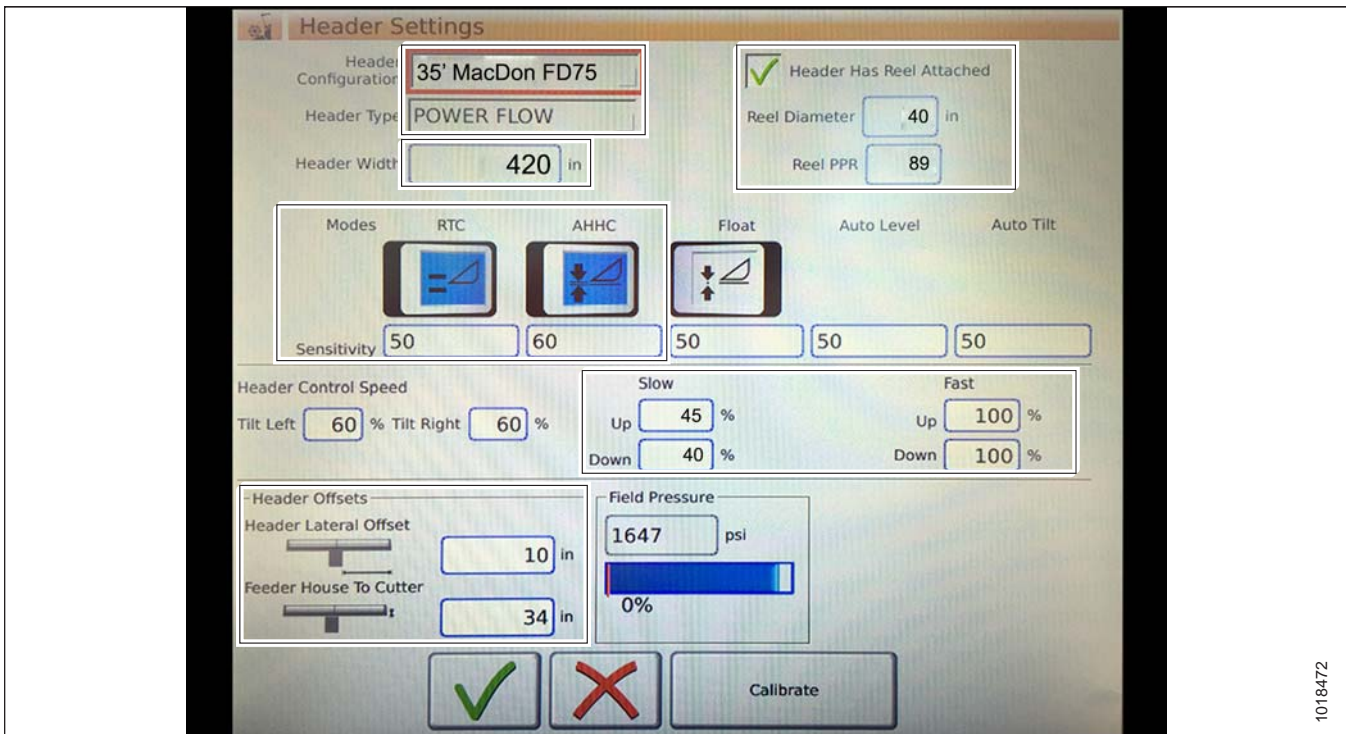 Header Settings
Header
Configuration
35' MacDon FD75
Header Type
POWER FLOW
Header Width
420 in
Header Has Reel Attached
Reel Diameter 40 in
Reel PPR 89
Modes RTC AHHC Float Auto Level Auto Tilt
Sensitivity 50 60 50 50 50
Header Control Speed
Tilt Left 60 % Tilt Right 60 %
Slow Fast
Up 45 % Up 100 %
Down 40 % Down 100 %
Header Offsets
Header Lateral Offset
10 in
Feeder House To Cutter
34 in
Field Pressure
1647 psi
0%
Calibrate
1018472